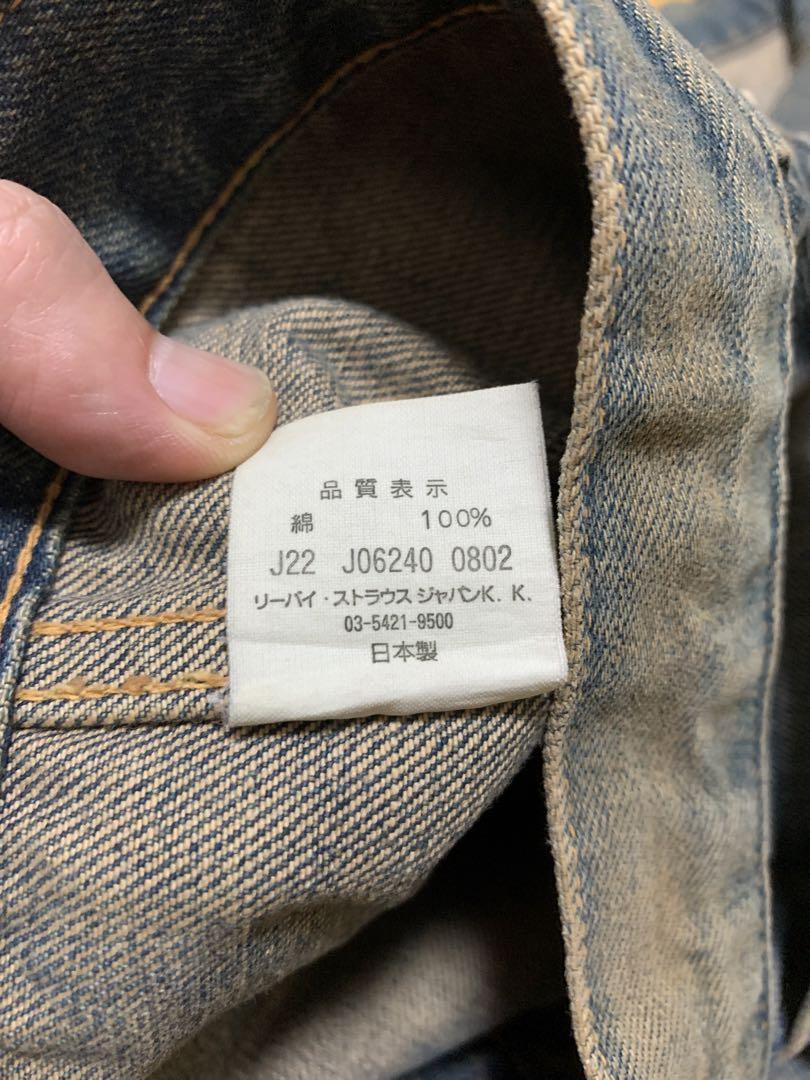 品質表示
綿 100%
J22 J06240 0802
リーバイ・ストラウス ジャパンK. K.
03-5421-9500
日本製